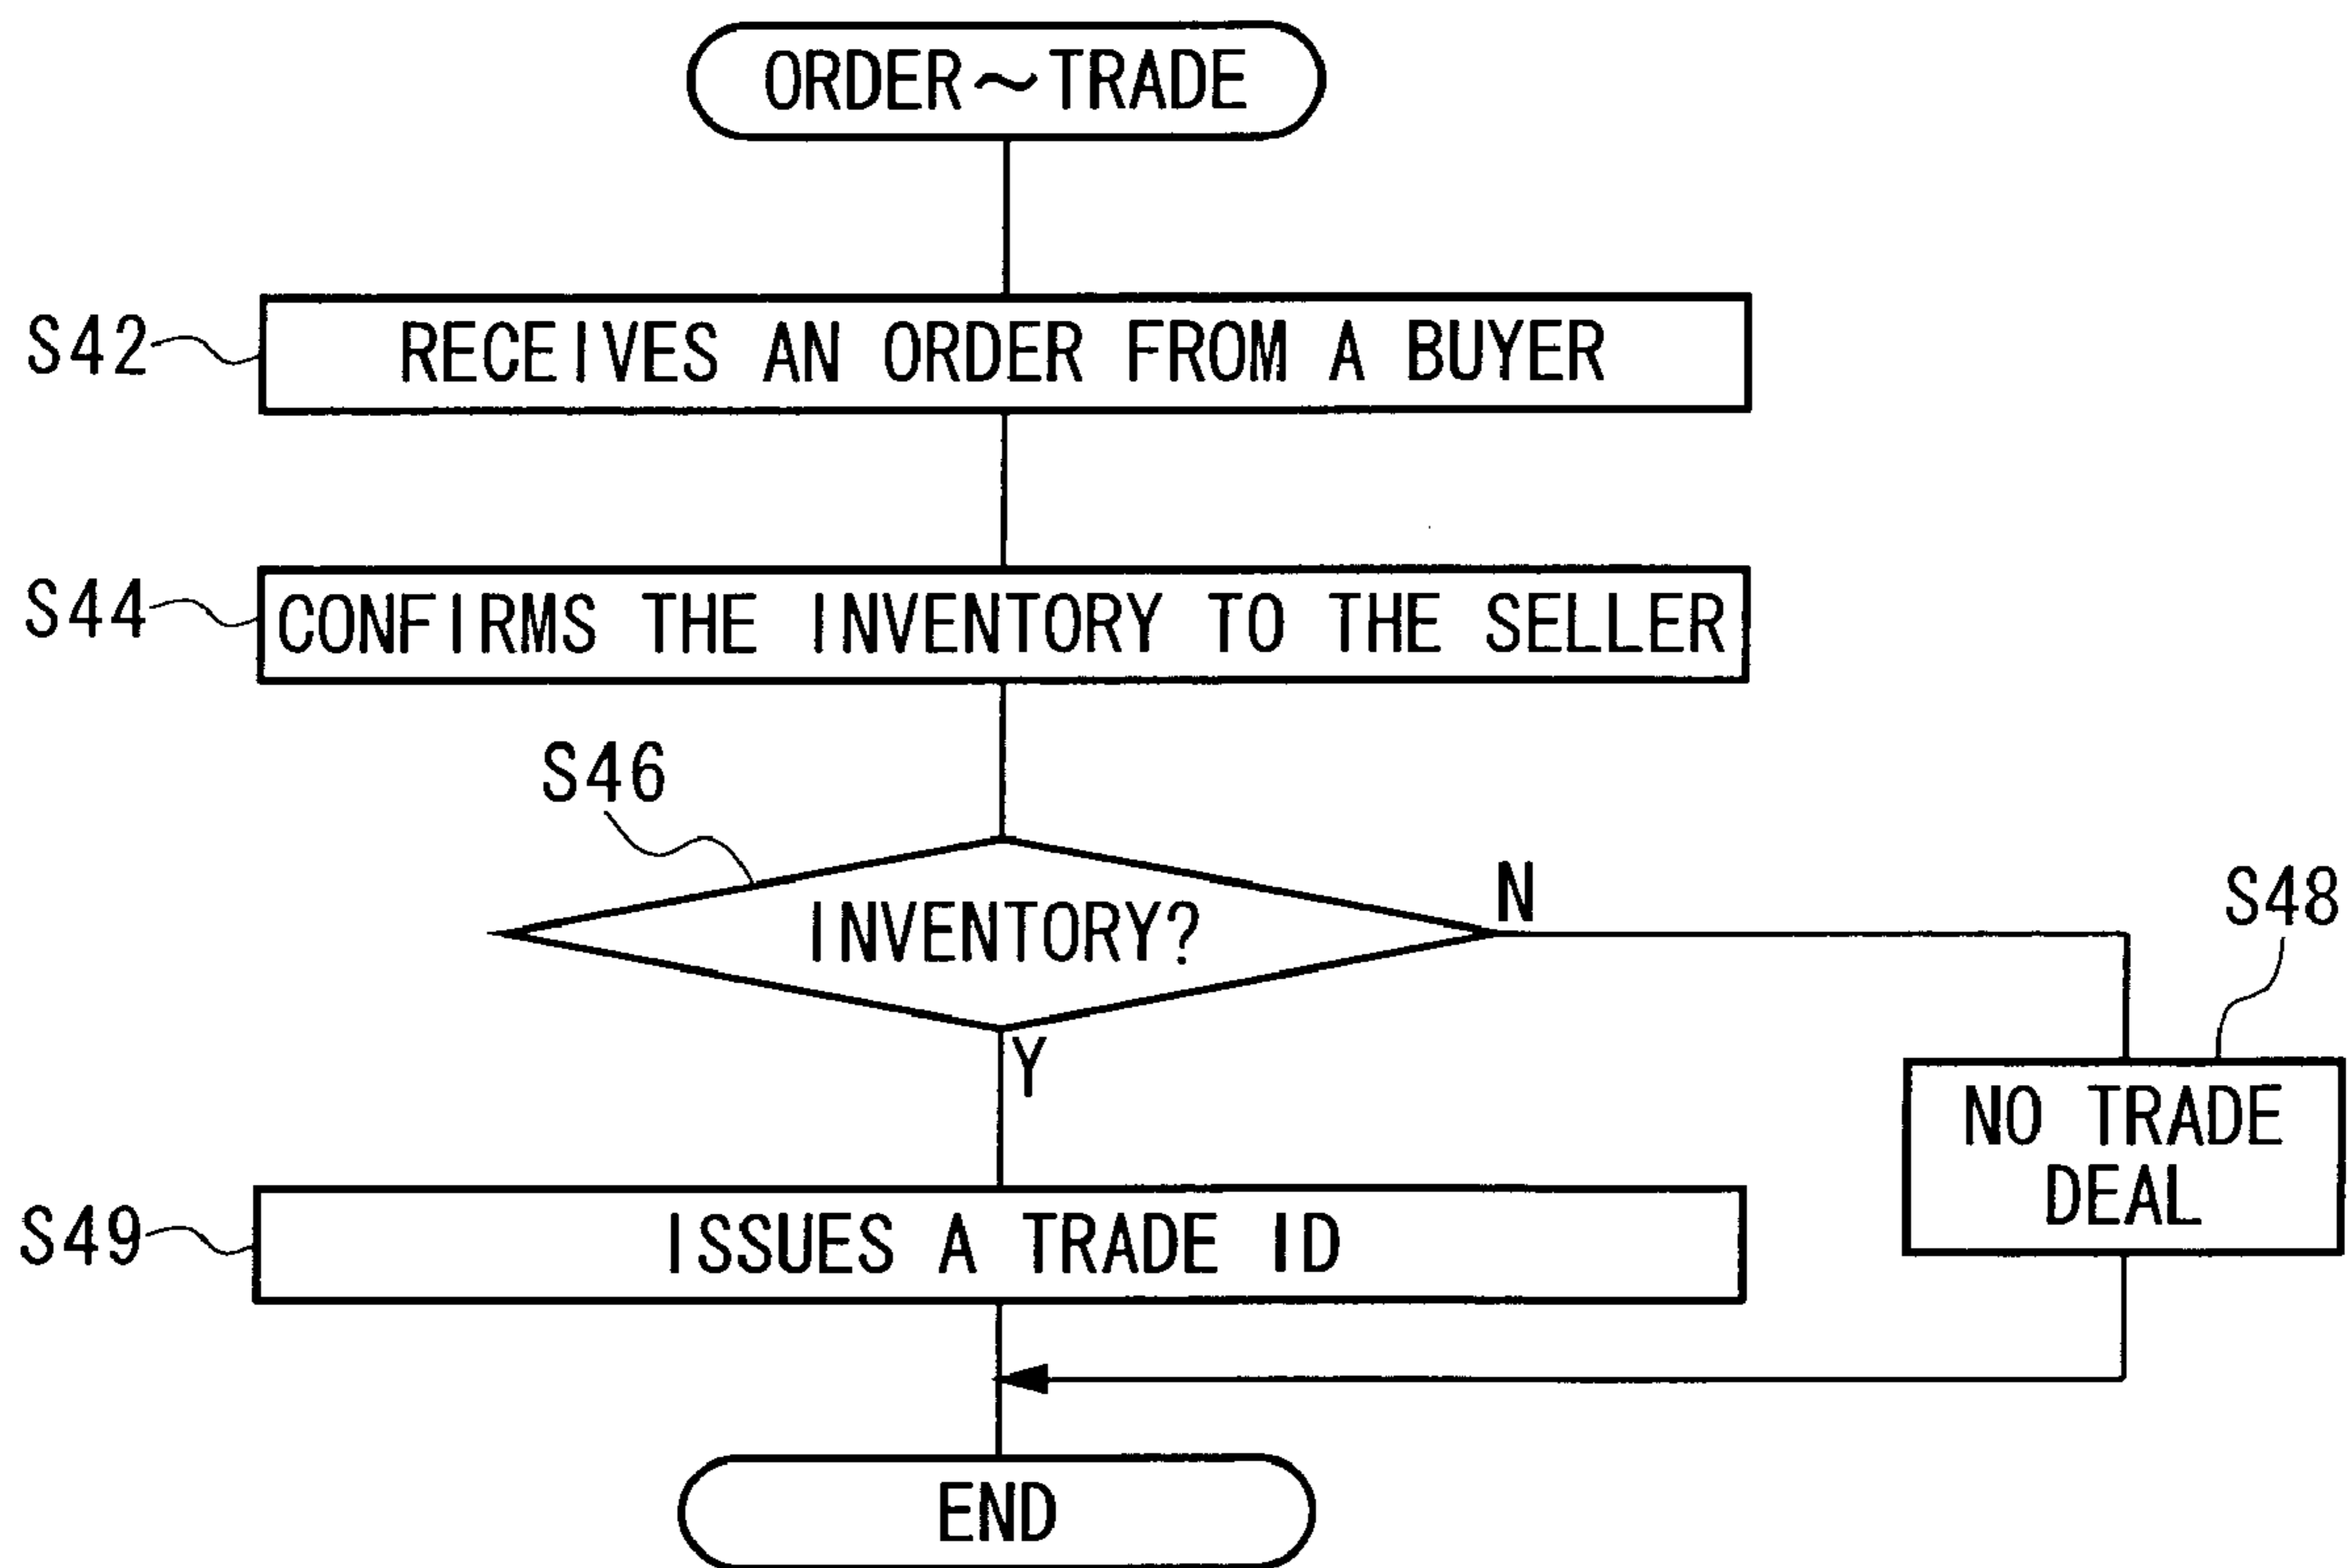 ORDER~TRADE
S42
RECEIVES AN ORDER FROM A BUYER
S44
CONFIRMS THE INVENTORY TO THE SELLER
S46
INVENTORY?
N
S48
Y
NO TRADE
DEAL
S49
ISSUES A TRADE ID
END